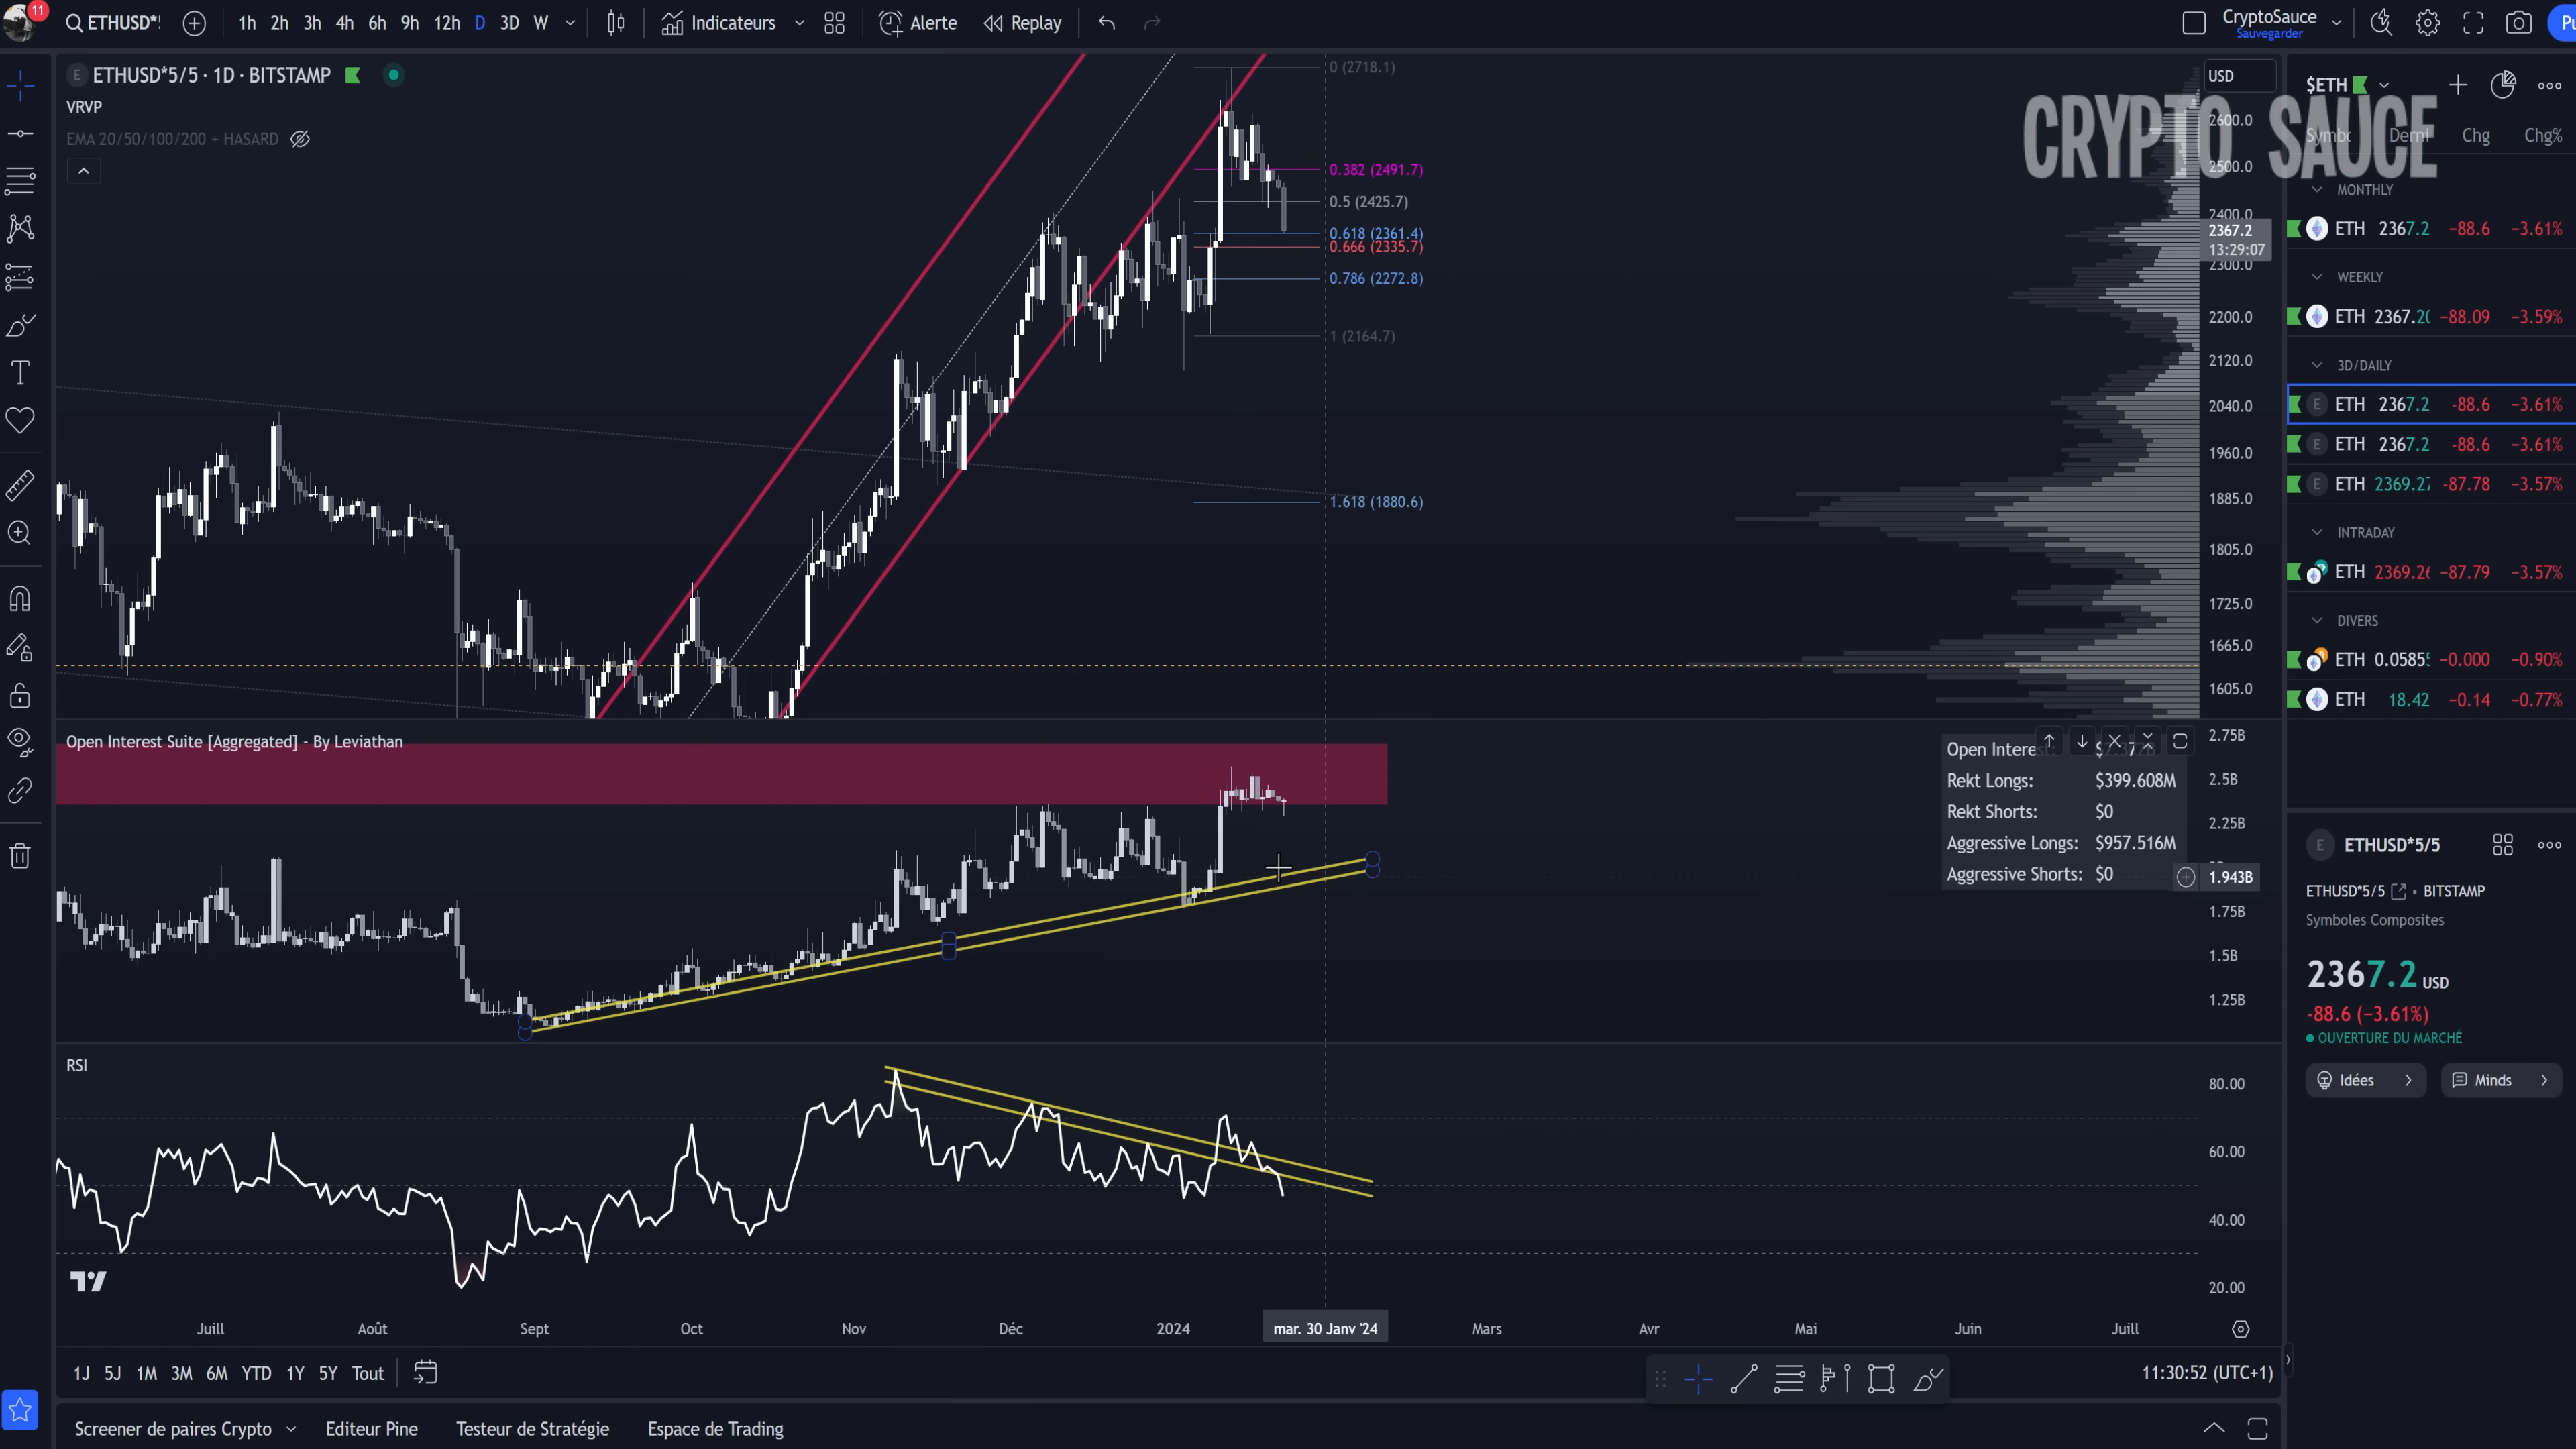 11
ETHUSD*!
1h 2h 3h 4h 6h 9h 12h D 3D W
Indicateurs
Alerte
Replay
CryptoSauce
Sauvegarder
ETHUSD*5/5 · 1D · BITSTAMP
VRVP
EMA 20/50/100/200 + HASARD
CRYPTO SAUCE
0 (2718.1)
0.382 (2491.7)
0.5 (2425.7)
0.618 (2361.4)
0.666 (2335.7)
0.786 (2272.8)
1 (2164.7)
1.618 (1880.6)
USD
2600.0
2500.0
2400.0
2367.2
13:29:07
2300.0
2200.0
2120.0
2040.0
1960.0
1885.0
1805.0
1725.0
1665.0
1605.0
Open Interest Suite [Aggregated] - By Leviathan
Rekt Longs: $399.608M
Rekt Shorts: $0
Aggressive Longs: $957.516M
Aggressive Shorts: $0
2.75B
2.5B
2.25B
1.943B
1.75B
1.5B
1.25B
RSI
80.00
60.00
40.00
20.00
Juill Août Sept Oct Nov Déc 2024 mar. 30 Janv '24 Mars Avr Mai Juin Juill
1J 5J 1M 3M 6M YTD 1Y 5Y Tout
11:30:52 (UTC+1)
Screener de paires Crypto Editeur Pine Testeur de Stratégie Espace de Trading
$ETH
Chg Chg%
MONTHLY
ETH 2367.2 −88.6 −3.61%
WEEKLY
ETH 2367.20 −88.09 −3.59%
3D/DAILY
ETH 2367.2 -88.6 −3.61%
ETH 2367.2 -88.6 −3.61%
ETH 2369.27 -87.78 −3.57%
INTRADAY
ETH 2369.26 −87.79 −3.57%
DIVERS
ETH 0.0585 −0.000 −0.90%
ETH 18.42 −0.14 −0.77%
ETHUSD*5/5
ETHUSD*5/5 • BITSTAMP
Symboles Composites
2367.2 USD
-88.6 (−3.61%)
OUVERTURE DU MARCHÉ
Idées
Minds